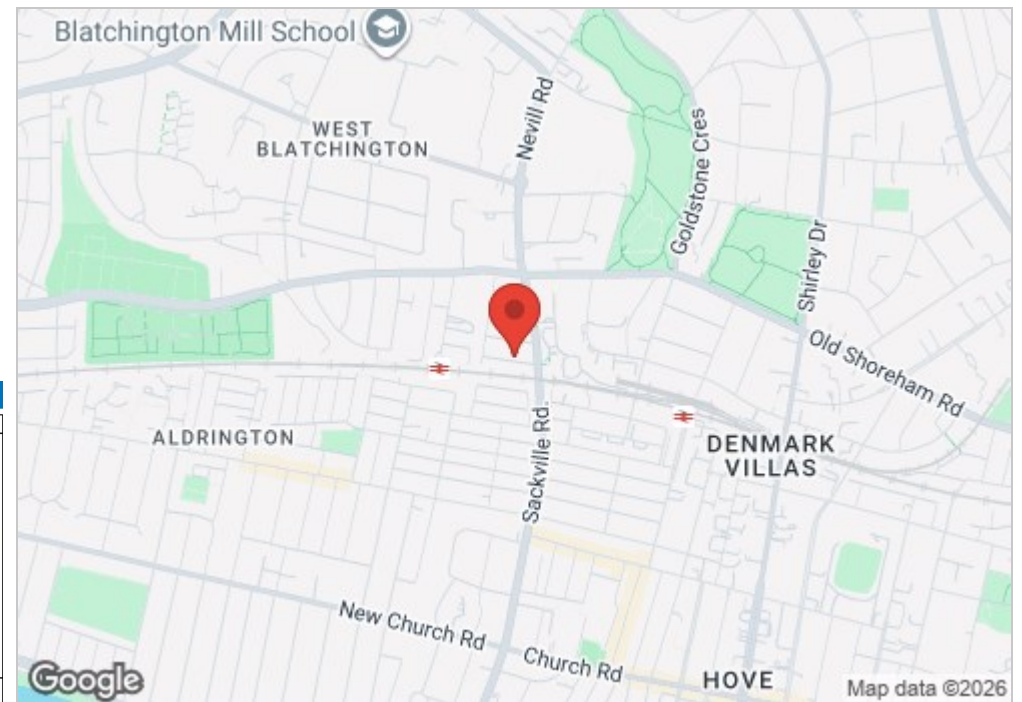 Blatchington Mill School
WEST
BLATCHINGTON
Nevill Rd
Goldstone Cres
Shirley Dr
Old Shoreham Rd
ALDRINGTON
Sackville Rd
DENMARK
VILLAS
New Church Rd
Church Rd
HOVE
Google
Map data ©2026